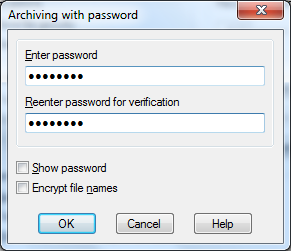 Archiving with password
Enter password
●●●●●●●●
Reenter password for verification
●●●●●●●●
Show password
Encrypt file names
OK Cancel Help